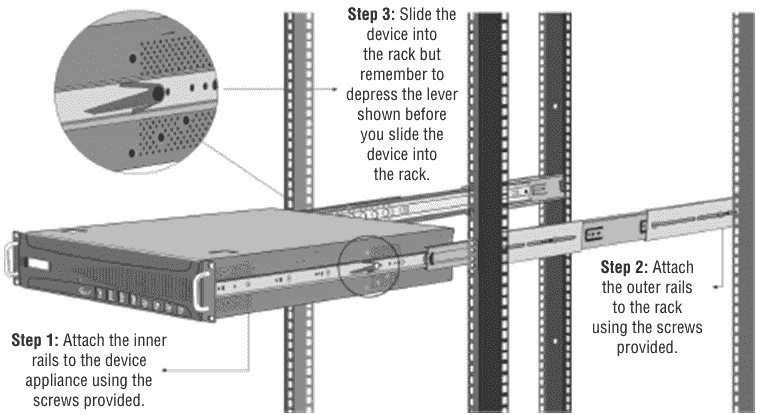 Step 3: Slide the
device into
the rack but
remember to
depress the lever
shown before
you slide the
device into
the rack.
Step 2: Attach
the outer rails
to the rack
using the screws
provided.
Step 1: Attach the inner
rails to the device
appliance using the
screws provided.